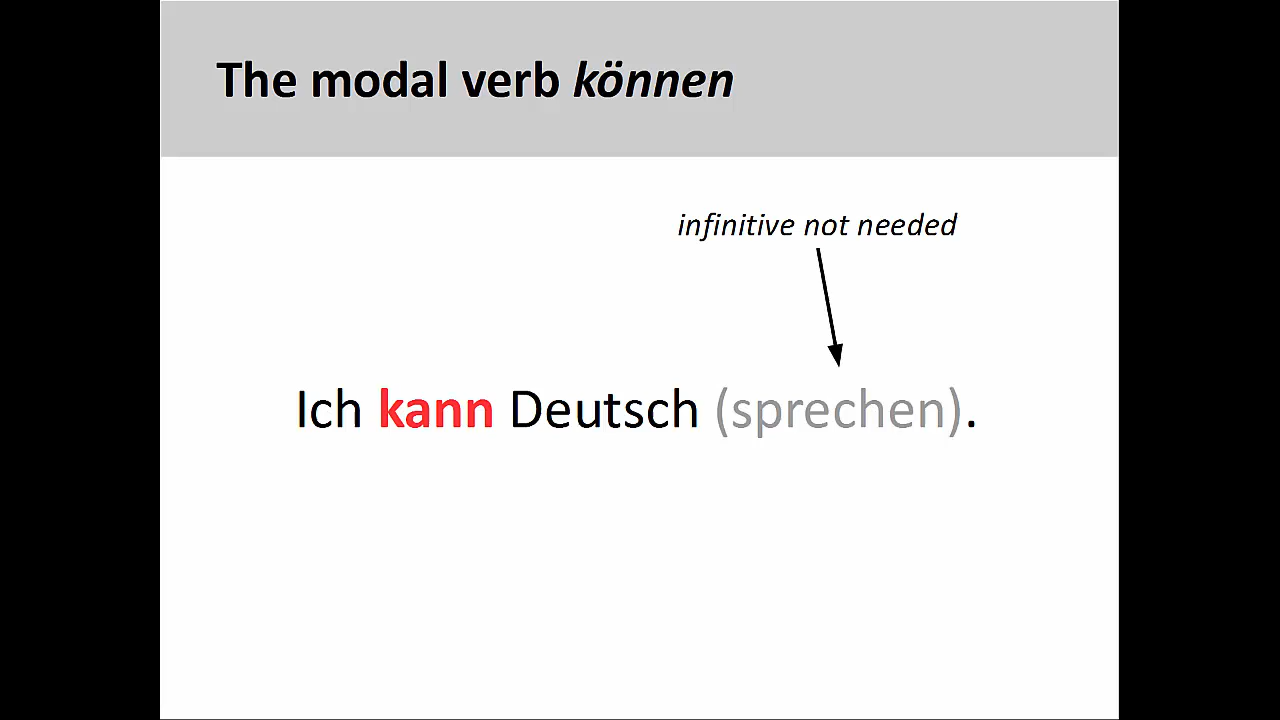 The modal verb können
infinitive not needed
Ich kann Deutsch (sprechen).